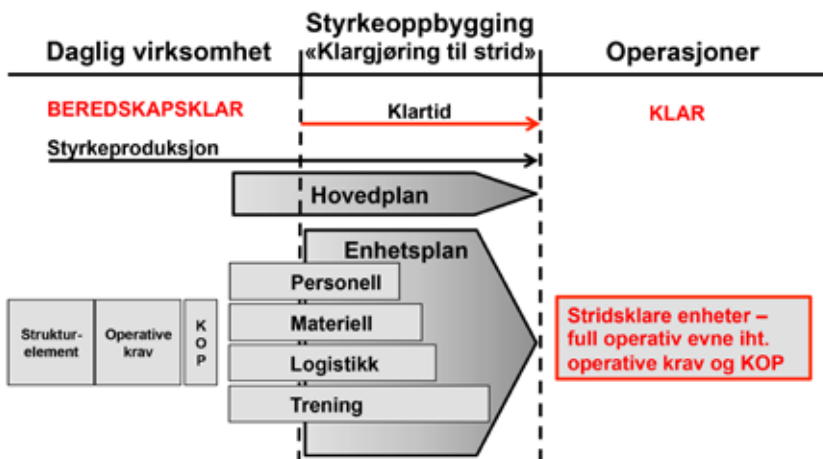 Daglig virksomhet
Styrkeoppbygging
«Klargjøring til strid»
Operasjoner
BEREDSKAPSKLAR
Klartid
KLAR
Styrkeproduksjon
Hovedplan
Enhetsplan
Personell
Materiell
Logistikk
Trening
Struktur-
element
Operative
krav
K
O
P
Stridsklare enheter –
full operativ evne iht.
operative krav og KOP